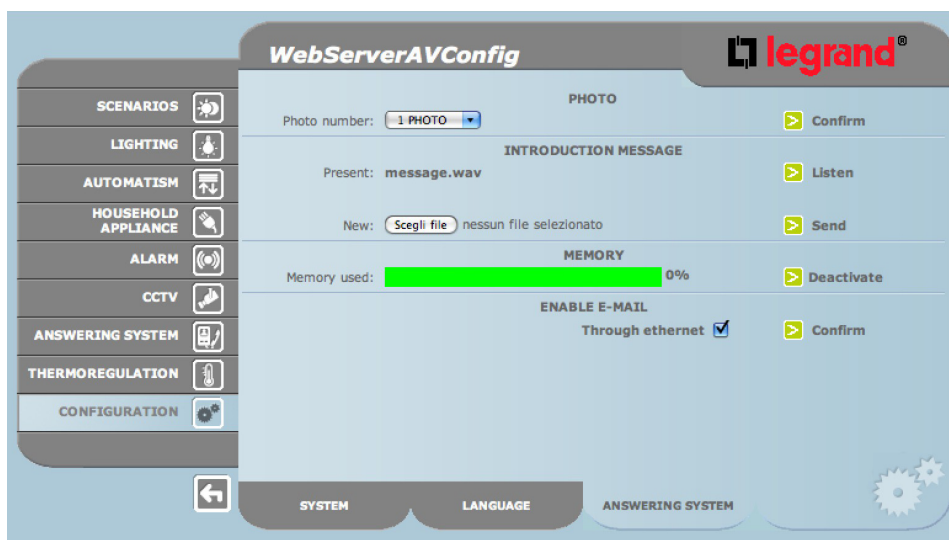 WebServerAVConfig
legrand®
SCENARIOS
LIGHTING
AUTOMATISM
HOUSEHOLD
APPLIANCE
ALARM
CCTV
ANSWERING SYSTEM
THERMOREGULATION
CONFIGURATION
PHOTO
Photo number: 1 PHOTO Confirm
INTRODUCTION MESSAGE
Present: message.wav Listen
New: Scegli file nessun file selezionato Send
MEMORY
Memory used: 0% Deactivate
ENABLE E-MAIL
Through ethernet Confirm
SYSTEM LANGUAGE ANSWERING SYSTEM